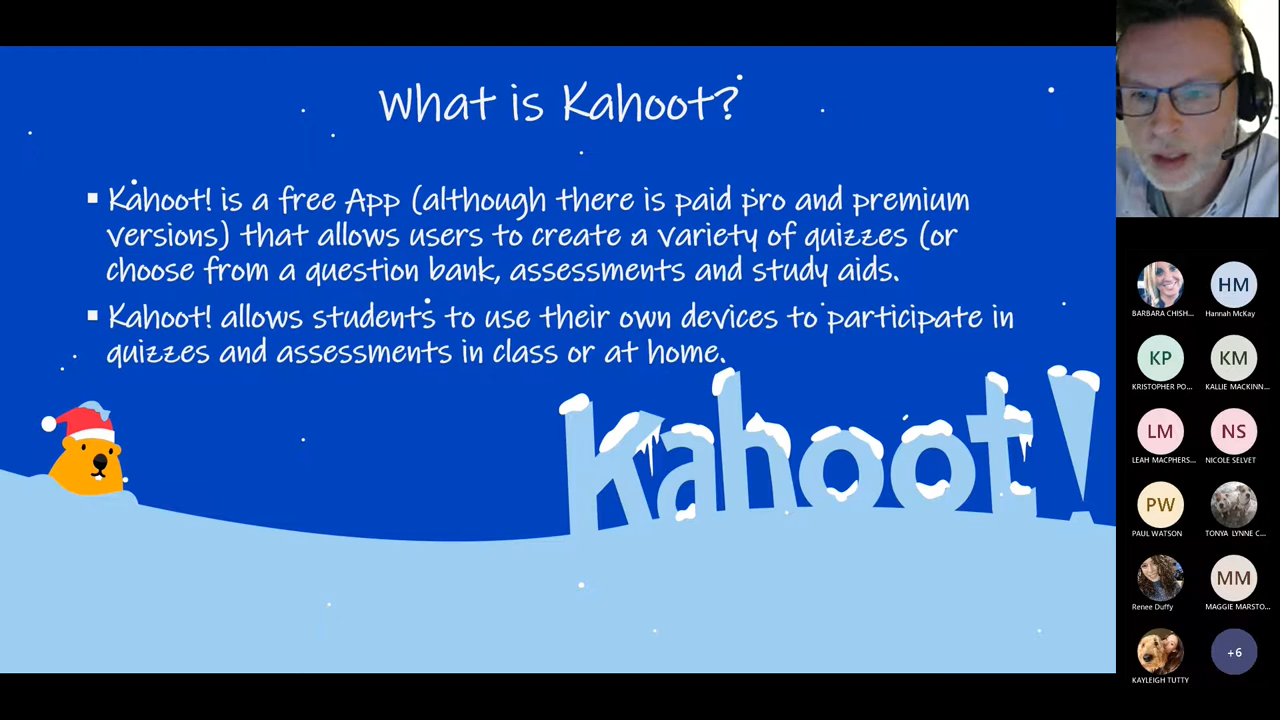 What is Kahoot?
▪ Kahoot! is a free App (although there is paid pro and premium
versions) that allows users to create a variety of quizzes (or
choose from a question bank, assessments and study aids.
▪ Kahoot! allows students to use their own devices to participate in
quizzes and assessments in class or at home.
Kahoot!
HM
BARBARA CHISH...
Hannah McKay
KP
KM
KRISTOPHER PO...
KALLIE MACKINN...
LM
NS
LEAH MACPHERS...
NICOLE SELVET
PW
PAUL WATSON
TONYA LYNNE C...
MM
Renee Duffy
MAGGIE MARSTO...
+6
KAYLEIGH TUTTY